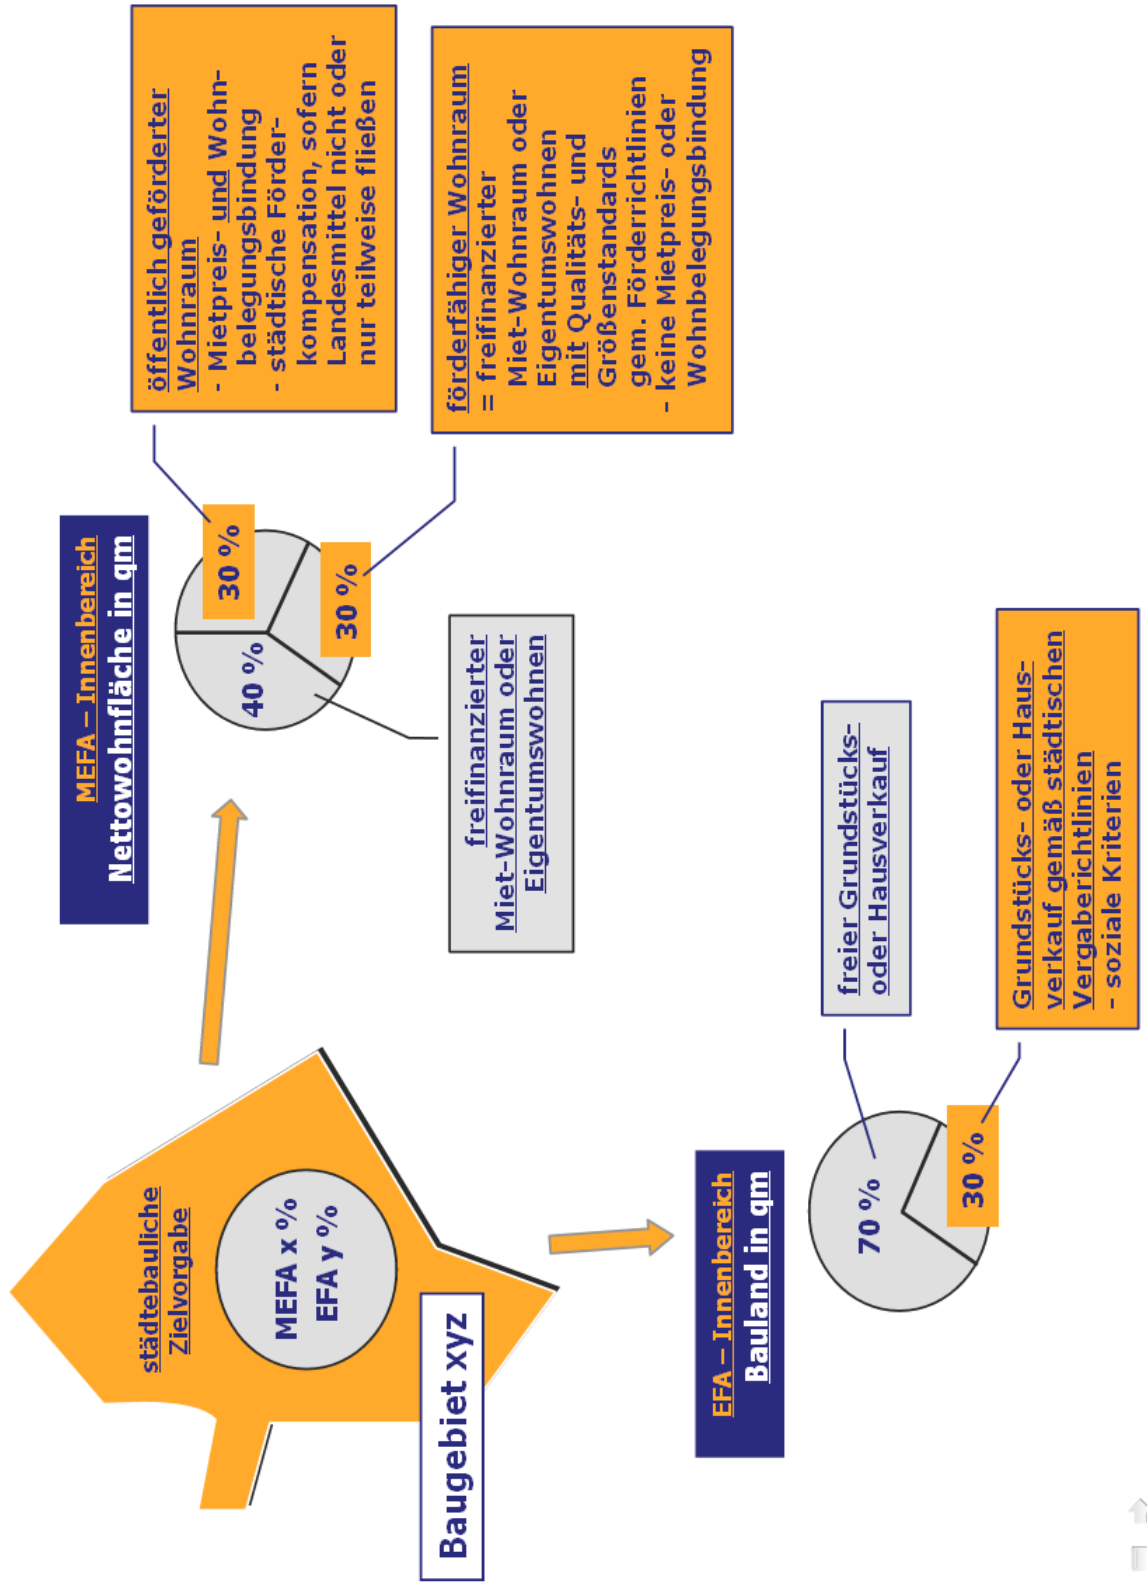 MEFA – Innenbereich
Nettowohnfläche in qm
städtebauliche
Zielvorgabe
MEFA x %
EFA y %
Baugebiet xyz
40 %
30 %
30 %
öffentlich geförderter
Wohnraum
- Mietpreis- und Wohn-
belegungsbindung
- städtische Förder-
kompensation, sofern
Landesmittel nicht oder
nur teilweise fließen
förderfähiger Wohnraum
= freifinanzierter
Miet-Wohnraum oder
Eigentumswohnen
mit Qualitäts- und
Größenstandards
gem. Förderrichtlinien
- keine Mietpreis- oder
Wohnbelegungsbindung
freifinanzierter
Miet-Wohnraum oder
Eigentumswohnen
EFA – Innenbereich
Bauland in qm
70 %
30 %
freier Grundstücks-
oder Hausverkauf
Grundstücks- oder Haus-
verkauf gemäß städtischen
Vergaberichtlinien
- soziale Kriterien